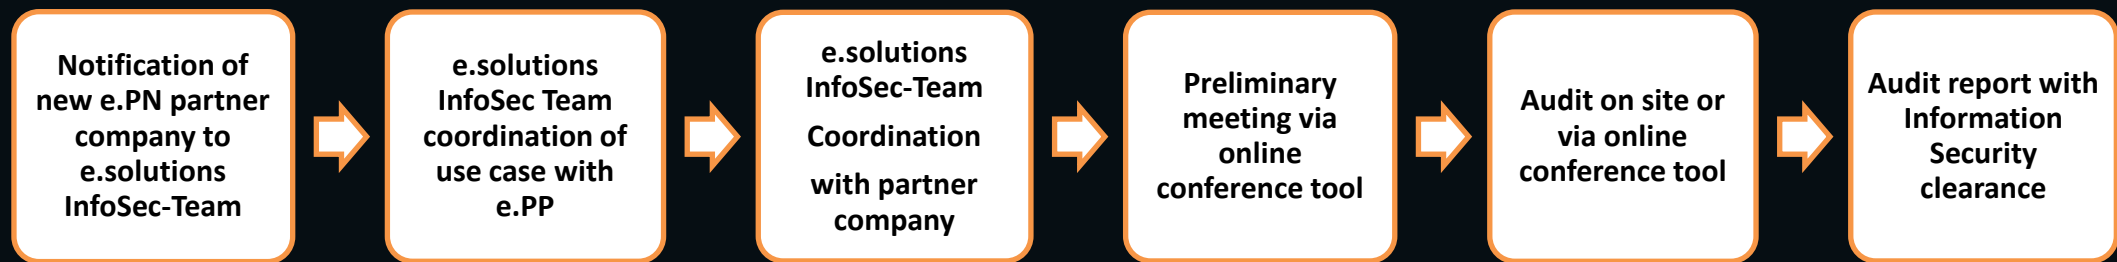 Notification of
new e.PN partner
company to
e.solutions
InfoSec-Team
e.solutions
InfoSec Team
coordination of
use case with
e.PP
e.solutions
InfoSec-Team
Coordination
with partner
company
Preliminary
meeting via
online
conference tool
Audit on site or
via online
conference tool
Audit report with
Information
Security
clearance